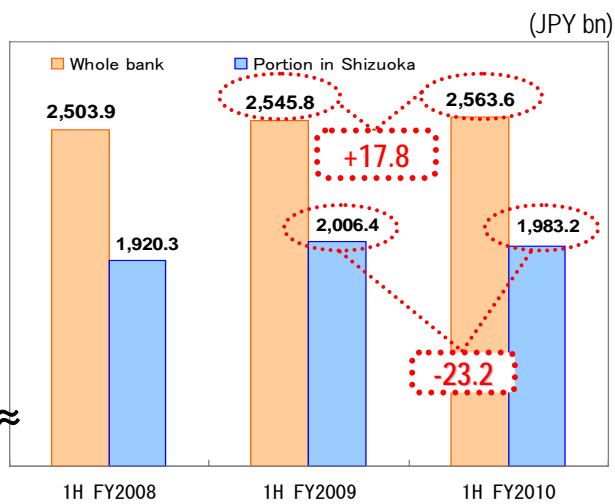 (JPY bn)
Whole bank
Portion in Shizuoka
2,503.9
2,545.8
2,563.6
+17.8
1,920.3
2,006.4
1,983.2
-23.2
≈
1H FY2008
1H FY2009
1H FY2010